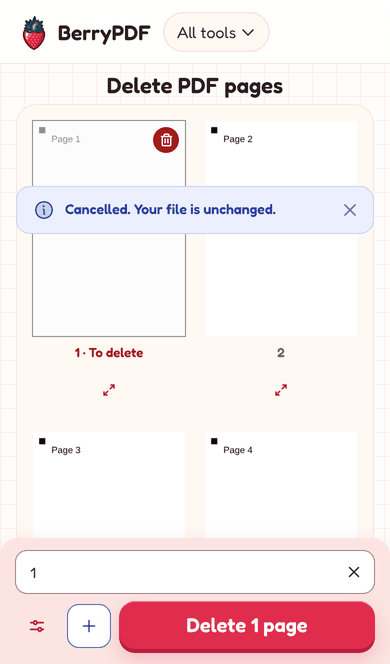 BerryPDF
All tools
Delete PDF pages
Page 1
Page 2
Cancelled. Your file is unchanged.
1 · To delete
2
Page 3
Page 4
1
Delete 1 page